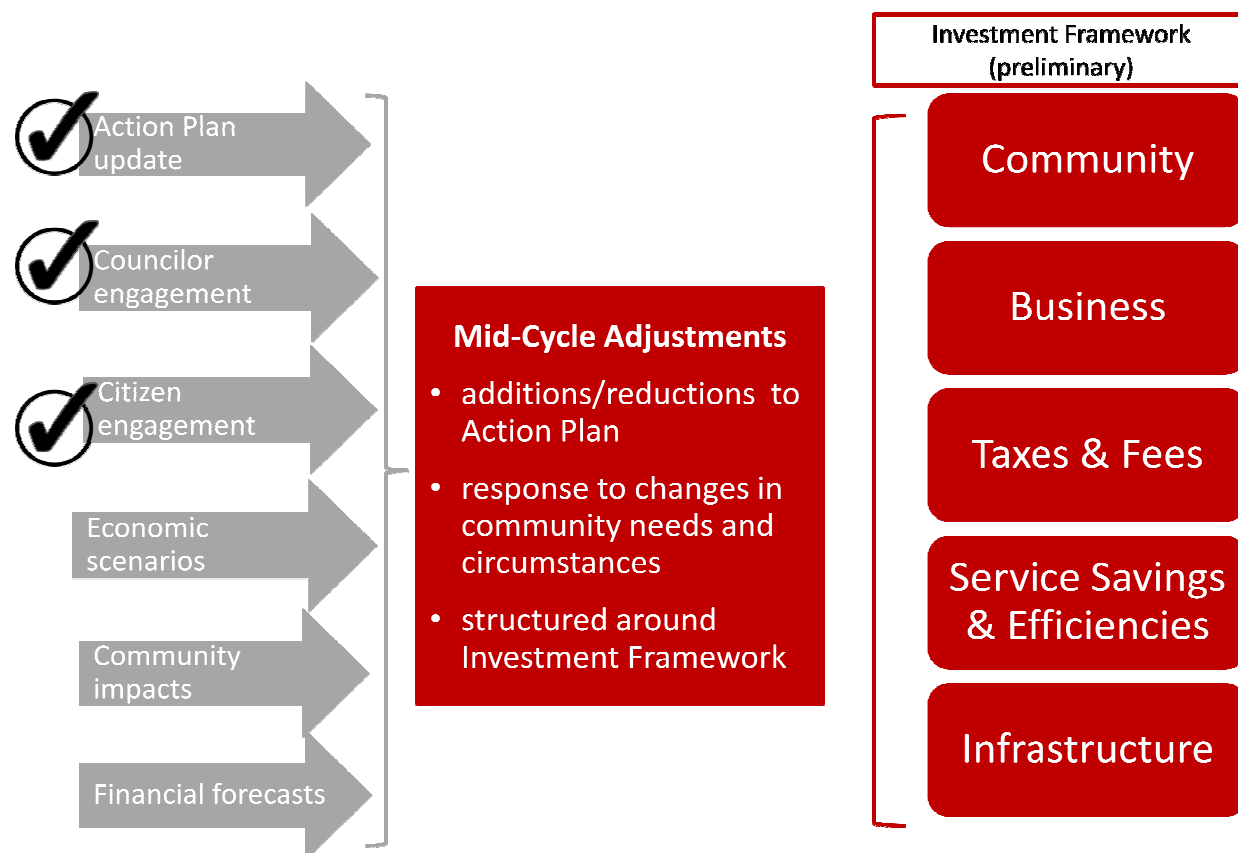 Action Plan
update
Councilor
engagement
Citizen
engagement
Economic
scenarios
Community
impacts
Financial forecasts
Mid-Cycle Adjustments
• additions/reductions to
Action Plan
• response to changes in
community needs and
circumstances
• structured around
Investment Framework
Investment Framework
(preliminary)
Community
Business
Taxes & Fees
Service Savings
& Efficiencies
Infrastructure